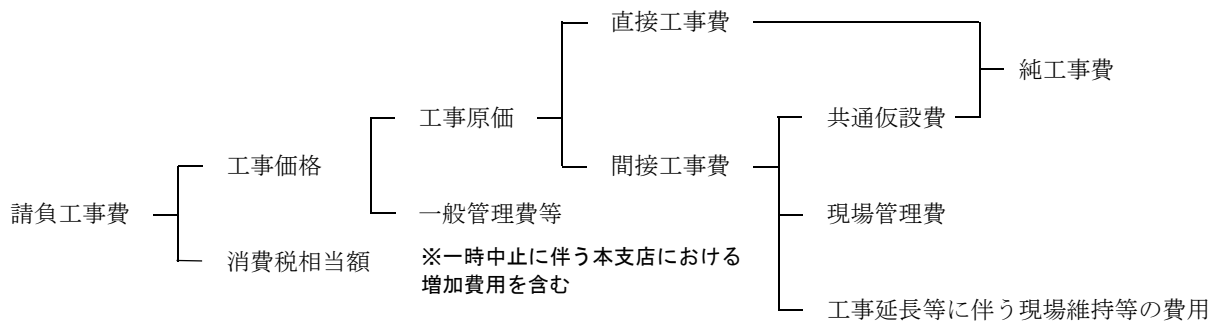 直接工事費
純工事費
工事原価
共通仮設費
工事価格
間接工事費
請負工事費
一般管理費等
現場管理費
消費税相当額
※一時中止に伴う本支店における
増加費用を含む
工事延長等に伴う現場維持等の費用